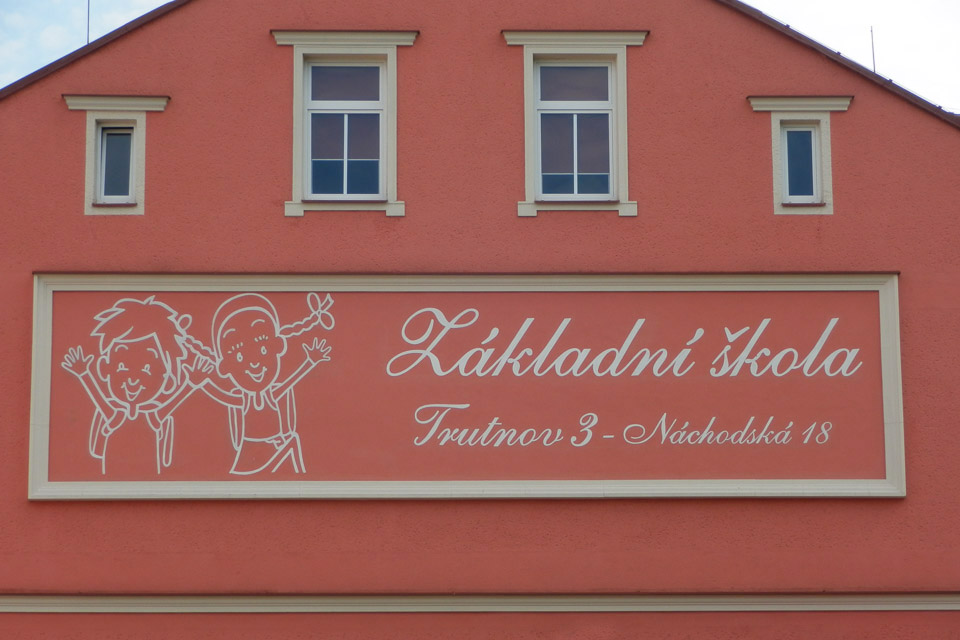 Základní škola
Trutnov 3 - Náchodská 18